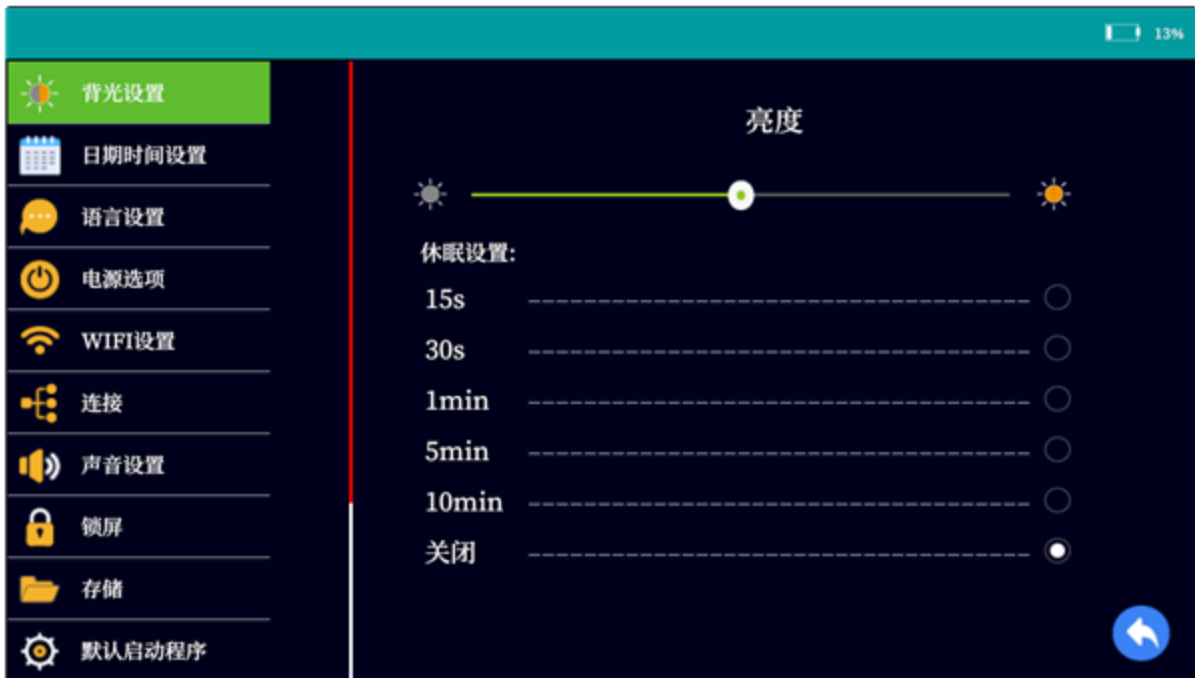 13%
背光设置
日期时间设置
语言设置
电源选项
WIFI设置
连接
声音设置
锁屏
存储
默认启动程序
亮度
休眠设置:
15s
30s
1min
5min
10min
关闭